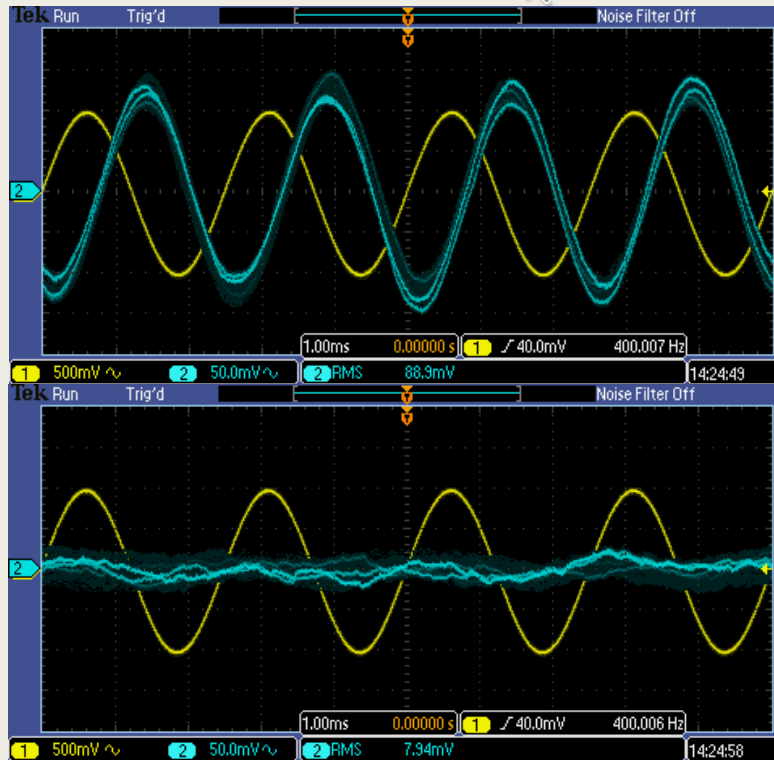 Tek Run Trig'd Noise Filter Off
T
2
1.00ms 0.00000 s 1 40.0mV 400.007 Hz
1 500mV 2 50.0mV 2 RMS 88.9mV 14:24:49
Tek Run Trig'd Noise Filter Off
T
2
1.00ms 0.00000 s 1 40.0mV 400.006 Hz
1 500mV 2 50.0mV 2 RMS 7.94mV 14:24:58